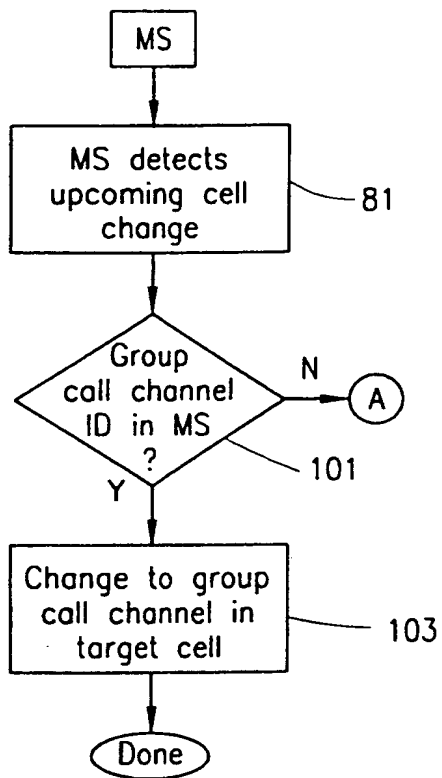 MS
MS detects
upcoming cell
change
81
Group
call channel
ID in MS
?
N
A
101
Y
Change to group
call channel in
target cell
103
Done